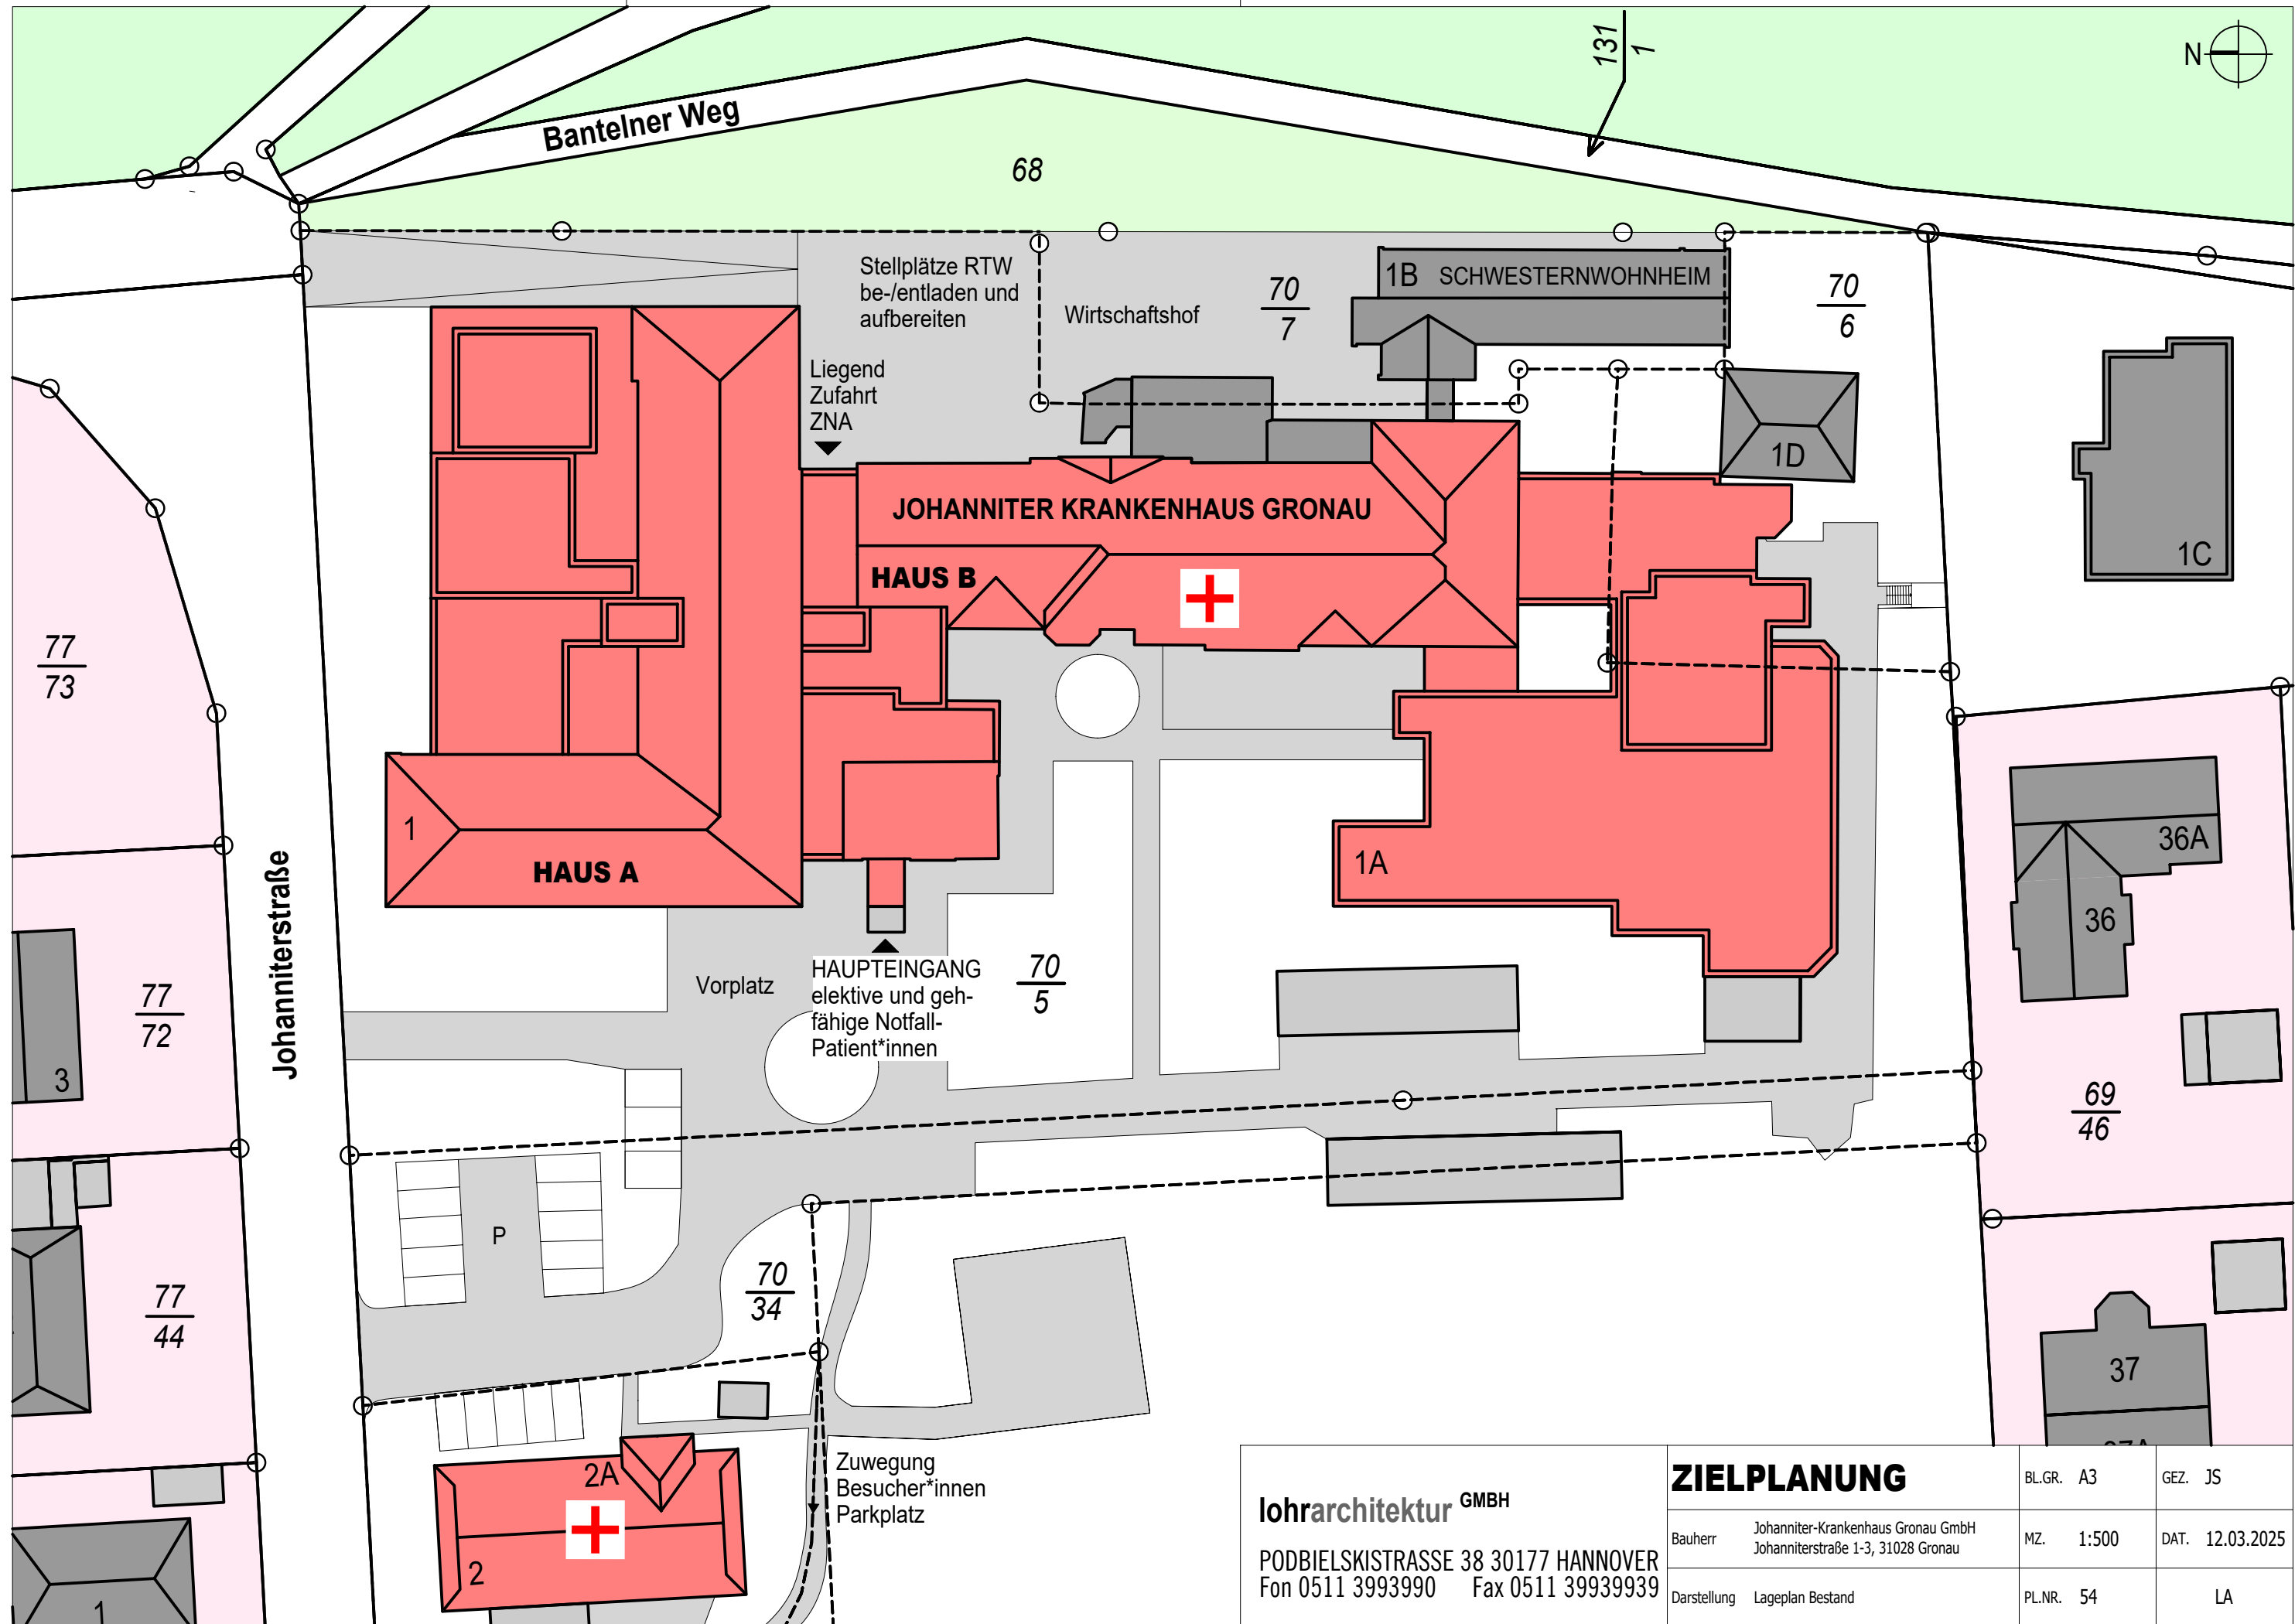 131
1
N
Bantelner Weg
68
Stellplätze RTW
be-/entladen und
aufbereiten
Wirtschaftshof
70
7
1B SCHWESTERNWOHNHEIM
70
6
Liegend
Zufahrt
ZNA
1D
1C
JOHANNITER KRANKENHAUS GRONAU
HAUS B
77
73
1
HAUS A
1A
36A
36
Johanniterstraße
Vorplatz
HAUPTEINGANG
elektive und geh-
fähige Notfall-
Patient*innen
70
5
77
72
3
69
46
P
70
34
77
44
37
2A
2
1
Zuwegung
Besucher*innen
Parkplatz
lohrarchitektur GMBH
PODBIELSKISTRASSE 38 30177 HANNOVER
Fon 0511 3993990 Fax 0511 39939939
ZIELPLANUNG
BL.GR. A3
GEZ. JS
Bauherr
Johanniter-Krankenhaus Gronau GmbH
Johanniterstraße 1-3, 31028 Gronau
MZ. 1:500
DAT. 12.03.2025
Darstellung Lageplan Bestand
PL.NR. 54
LA